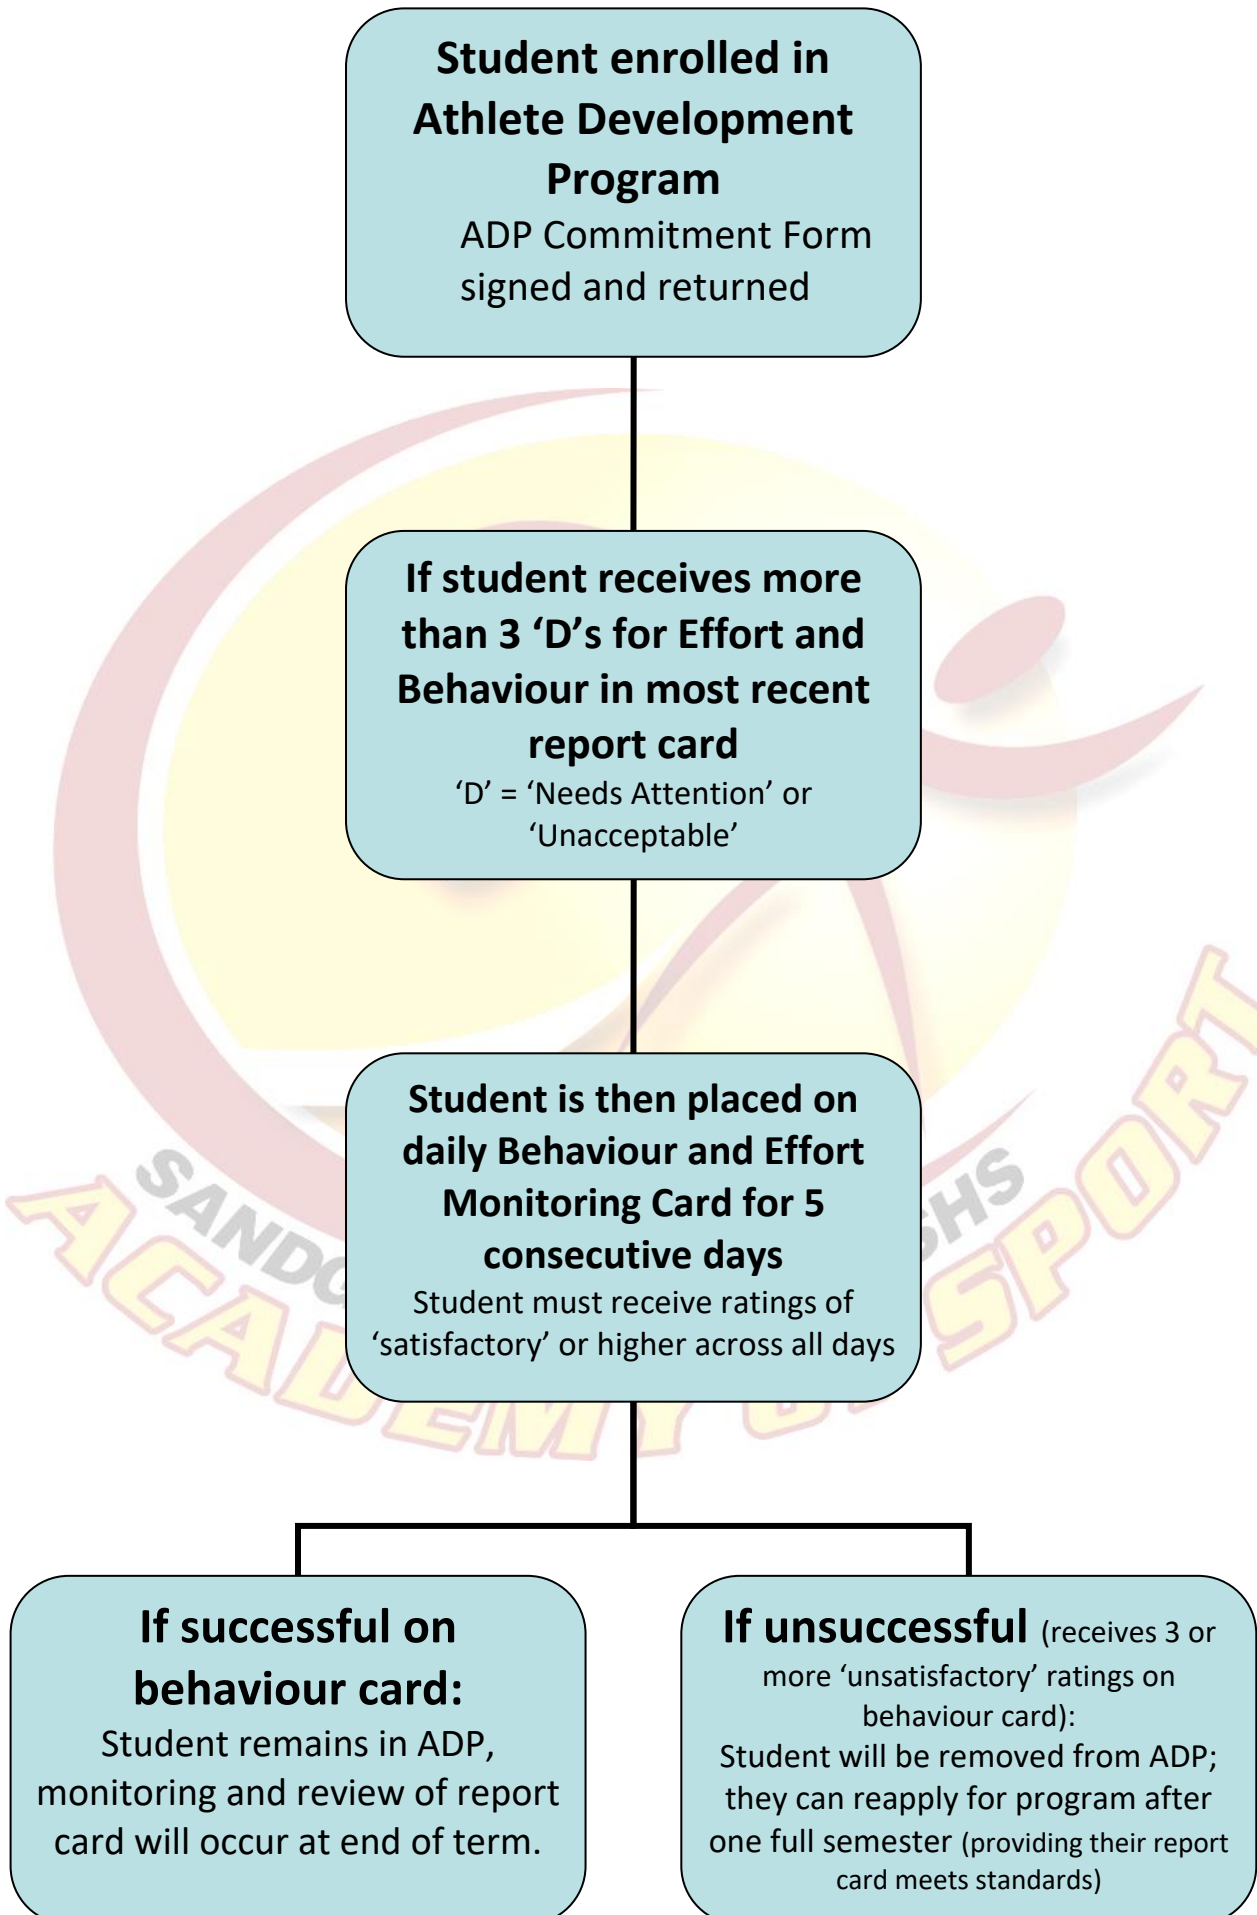 Student enrolled in
Athlete Development
Program
ADP Commitment Form
signed and returned
If student receives more
than 3 ‘D’s for Effort and
Behaviour in most recent
report card
‘D’ = ‘Needs Attention’ or
‘Unacceptable’
Student is then placed on
daily Behaviour and Effort
Monitoring Card for 5
consecutive days
Student must receive ratings of
‘satisfactory’ or higher across all days
SHS
ACADEMY OF SPORT
If successful on
behaviour card:
Student remains in ADP,
monitoring and review of report
card will occur at end of term.
If unsuccessful (receives 3 or
more ‘unsatisfactory’ ratings on
behaviour card):
Student will be removed from ADP;
they can reapply for program after
one full semester (providing their report
card meets standards)